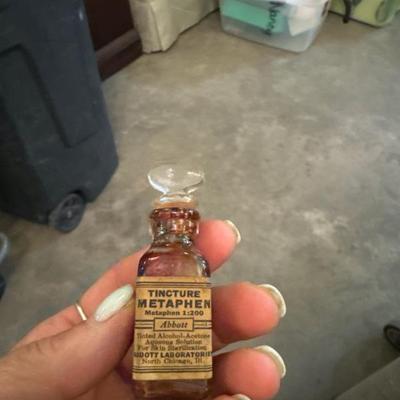 TINCTURE
METAPHEN
Metaphen 1:200
Abbott
Tinted Alcohol-Acetone
Aqueous Solution
For Skin Sterilization
ABBOTT LABORATORIES
North Chicago, Ill.